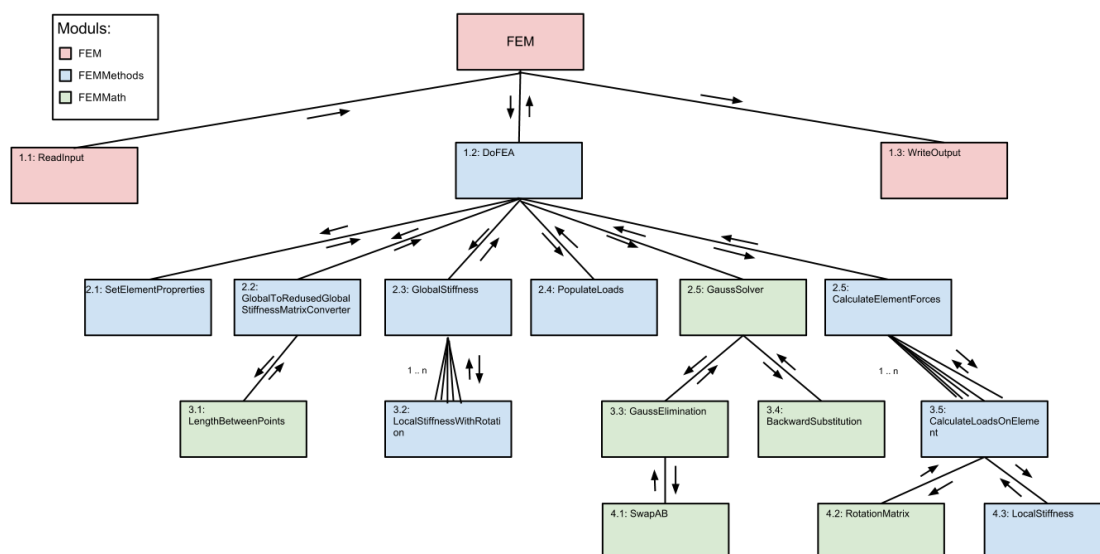 Moduls:
FEM
FEMMethods
FEMMath
FEM
1.1: ReadInput
1.2: DoFEA
1.3: WriteOutput
2.1: SetElementProprerties
2.2:
GlobalToRedusedGlobal
StiffnessMatrixConverter
2.3: GlobalStiffness
2.4: PopulateLoads
2.5: GaussSolver
2.5:
CalculateElementForces
1 .. n
1 .. n
3.1:
LengthBetweenPoints
3.2:
LocalStiffnessWithRotati
on
3.3: GaussElimination
3.4:
BackwardSubstitution
3.5:
CalculateLoadsOnEleme
nt
4.1: SwapAB
4.2: RotationMatrix
4.3: LocalStiffness